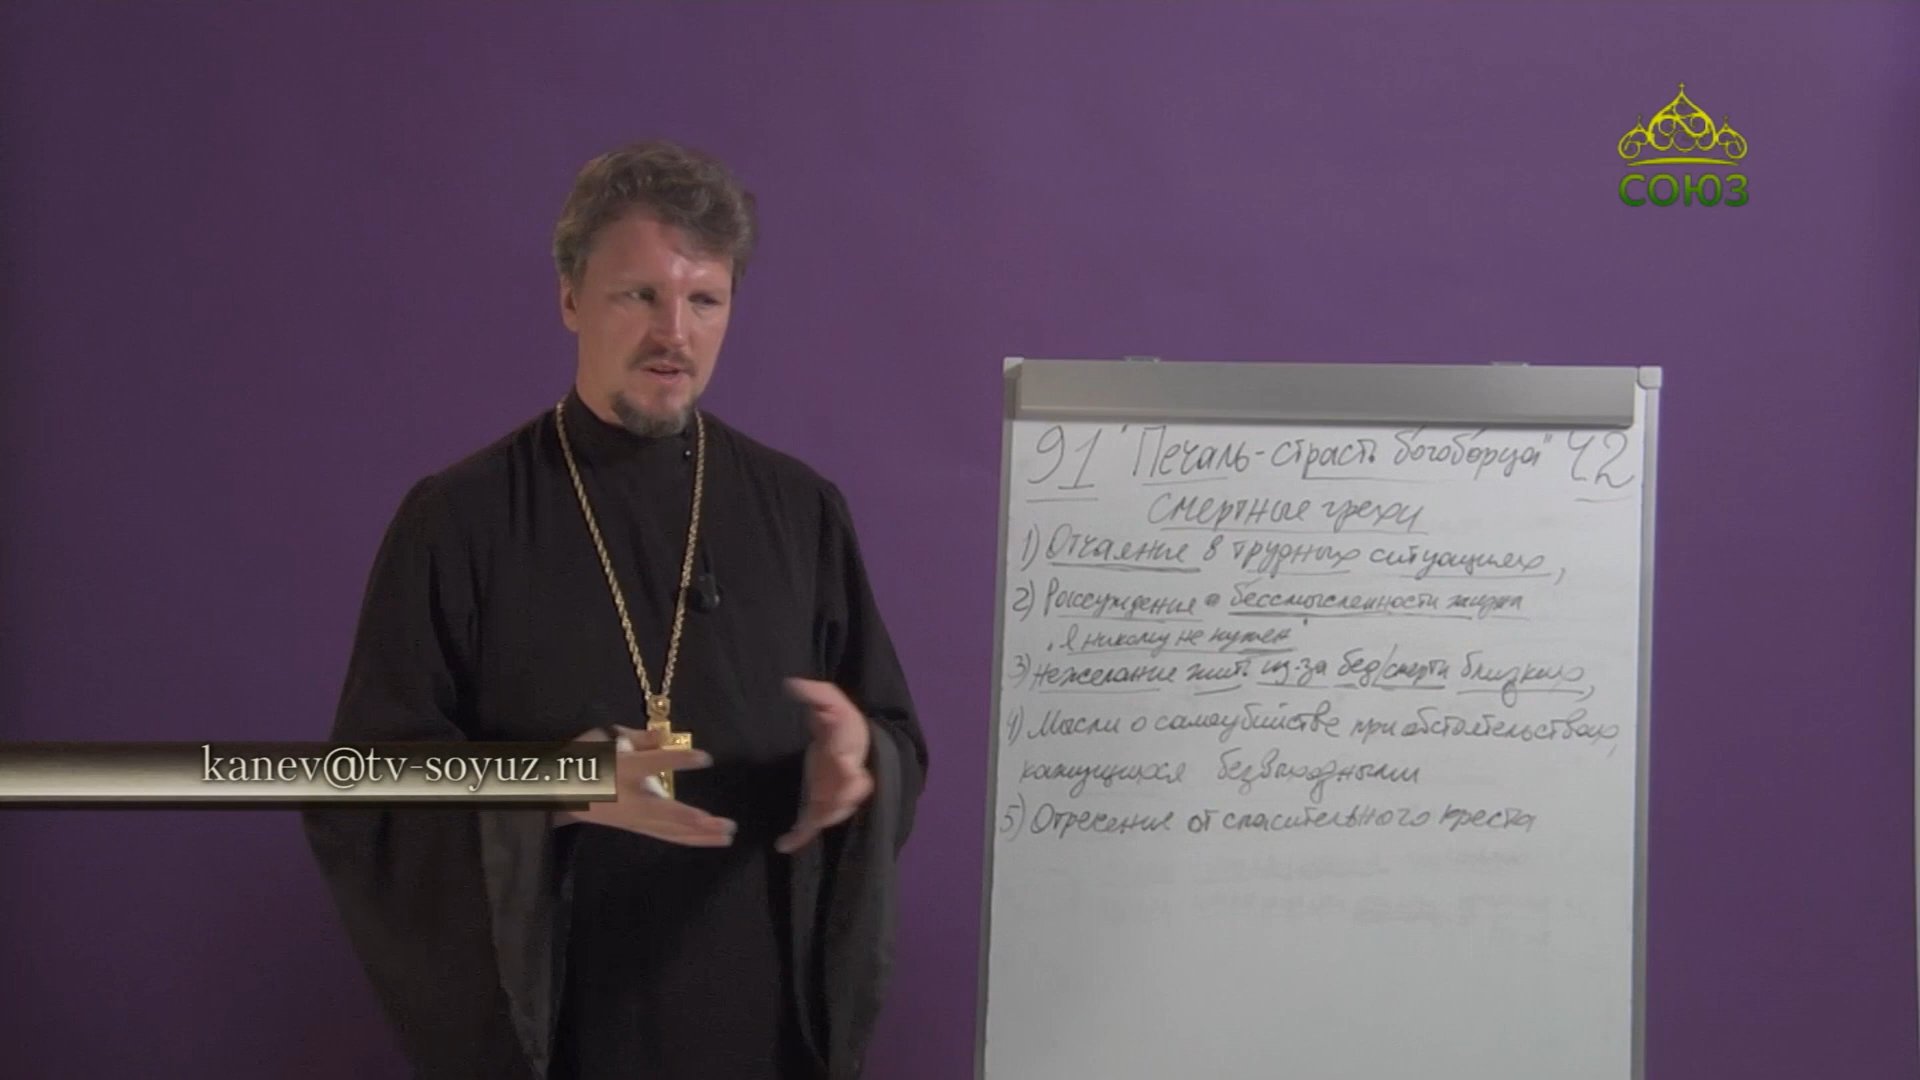 СОЮЗ
91 "Печаль-страсть богоборца" Ч2
смертные грехи
1) Отчаяние в трудных ситуациях,
2) Рассуждение о бессмысленности жизни
"Я никому не нужен"
3) Нежелание жить из-за бед/смерти близких,
4) Мысли о самоубийстве при обстоятельствах,
кажущихся безвыходными
5) Отречение от спасительного креста
kanev@tv-soyuz.ru